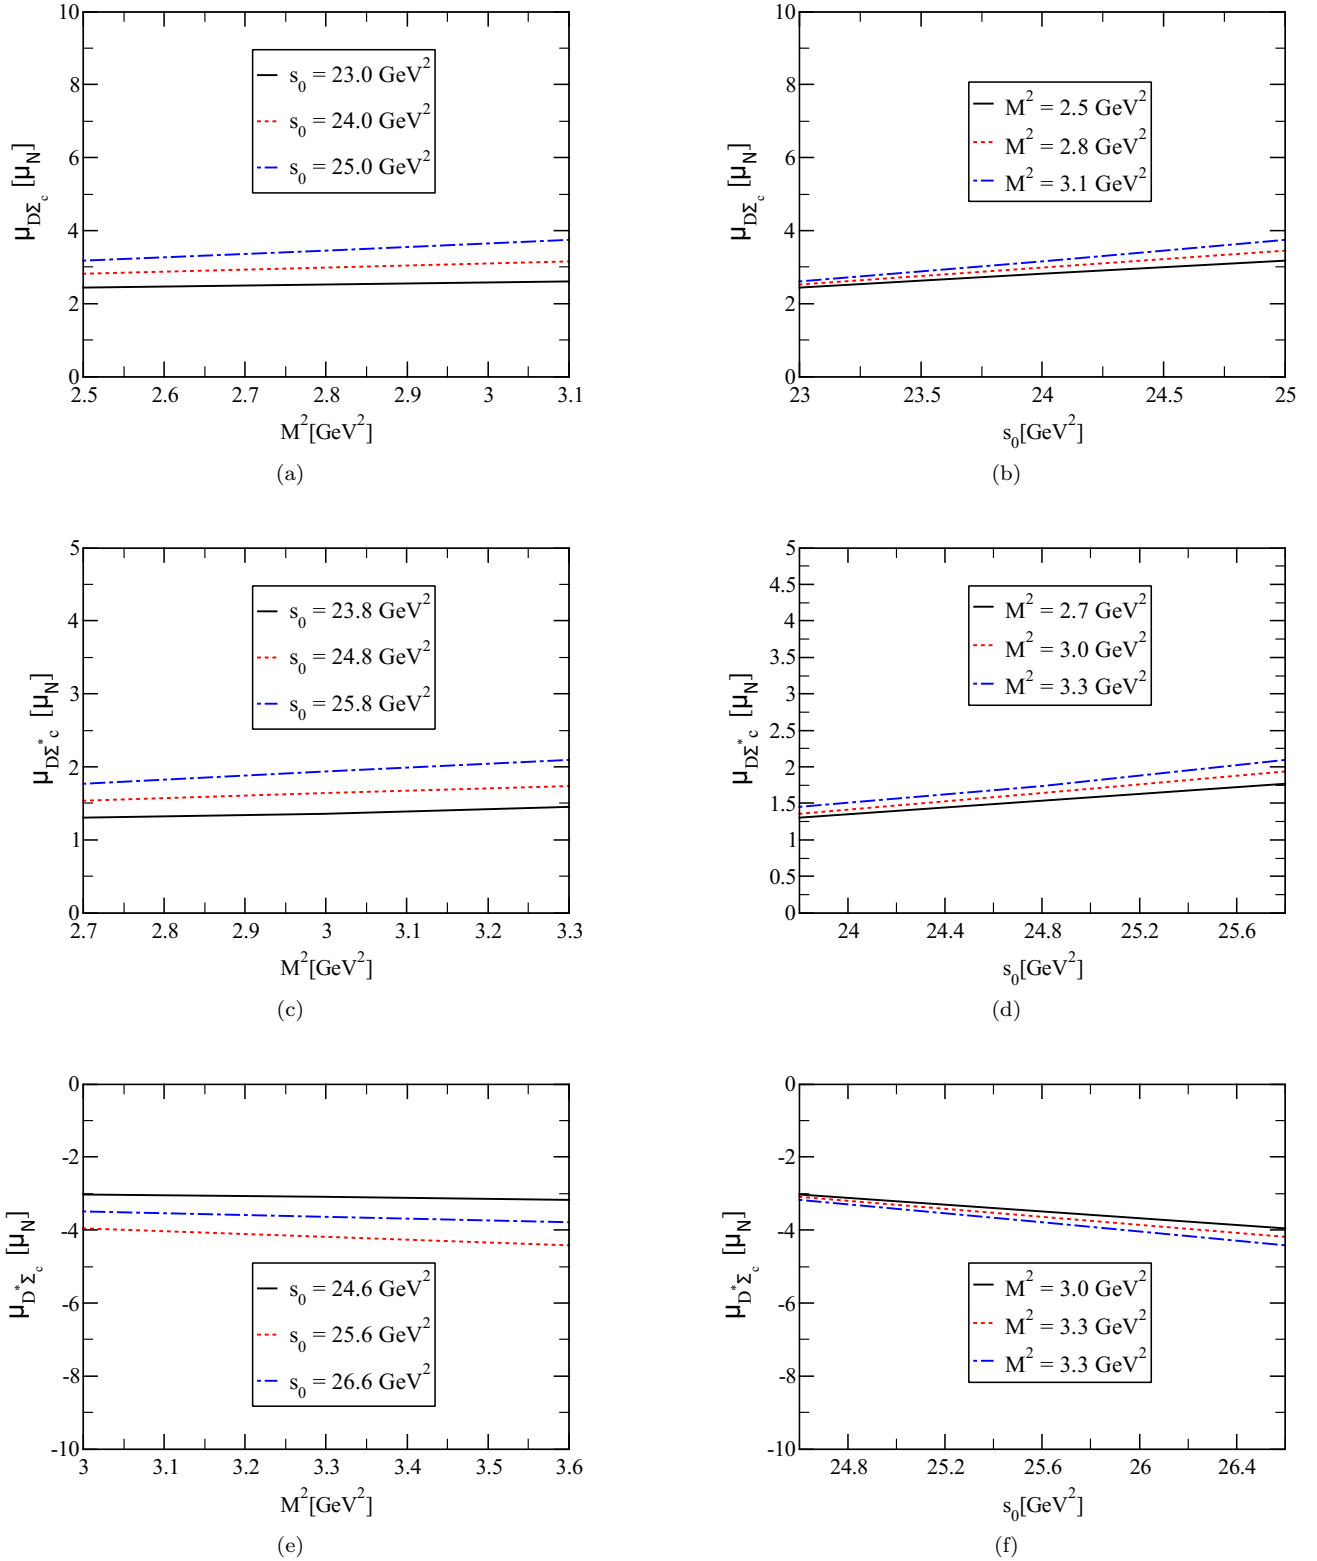 10
8
6
4
2
0
μ_{DΣ_c} [μ_N]
s_0 = 23.0 GeV^2
s_0 = 24.0 GeV^2
s_0 = 25.0 GeV^2
2.5 2.6 2.7 2.8 2.9 3 3.1
M^2[GeV^2]
(a)
10
8
6
4
2
0
μ_{DΣ_c} [μ_N]
M^2 = 2.5 GeV^2
M^2 = 2.8 GeV^2
M^2 = 3.1 GeV^2
23 23.5 24 24.5 25
s_0[GeV^2]
(b)
5
4
3
2
1
0
μ_{DΣ^*_c} [μ_N]
s_0 = 23.8 GeV^2
s_0 = 24.8 GeV^2
s_0 = 25.8 GeV^2
2.7 2.8 2.9 3 3.1 3.2 3.3
M^2[GeV^2]
(c)
5
4.5
4
3.5
3
2.5
2
1.5
1
0.5
0
μ_{DΣ^*_c} [μ_N]
M^2 = 2.7 GeV^2
M^2 = 3.0 GeV^2
M^2 = 3.3 GeV^2
24 24.4 24.8 25.2 25.6
s_0[GeV^2]
(d)
0
-2
-4
-6
-8
-10
μ_{D^*Σ_c} [μ_N]
s_0 = 24.6 GeV^2
s_0 = 25.6 GeV^2
s_0 = 26.6 GeV^2
3 3.1 3.2 3.3 3.4 3.5 3.6
M^2[GeV^2]
(e)
0
-2
-4
-6
-8
-10
μ_{D^*Σ_c} [μ_N]
M^2 = 3.0 GeV^2
M^2 = 3.3 GeV^2
M^2 = 3.3 GeV^2
24.8 25.2 25.6 26 26.4
s_0[GeV^2]
(f)